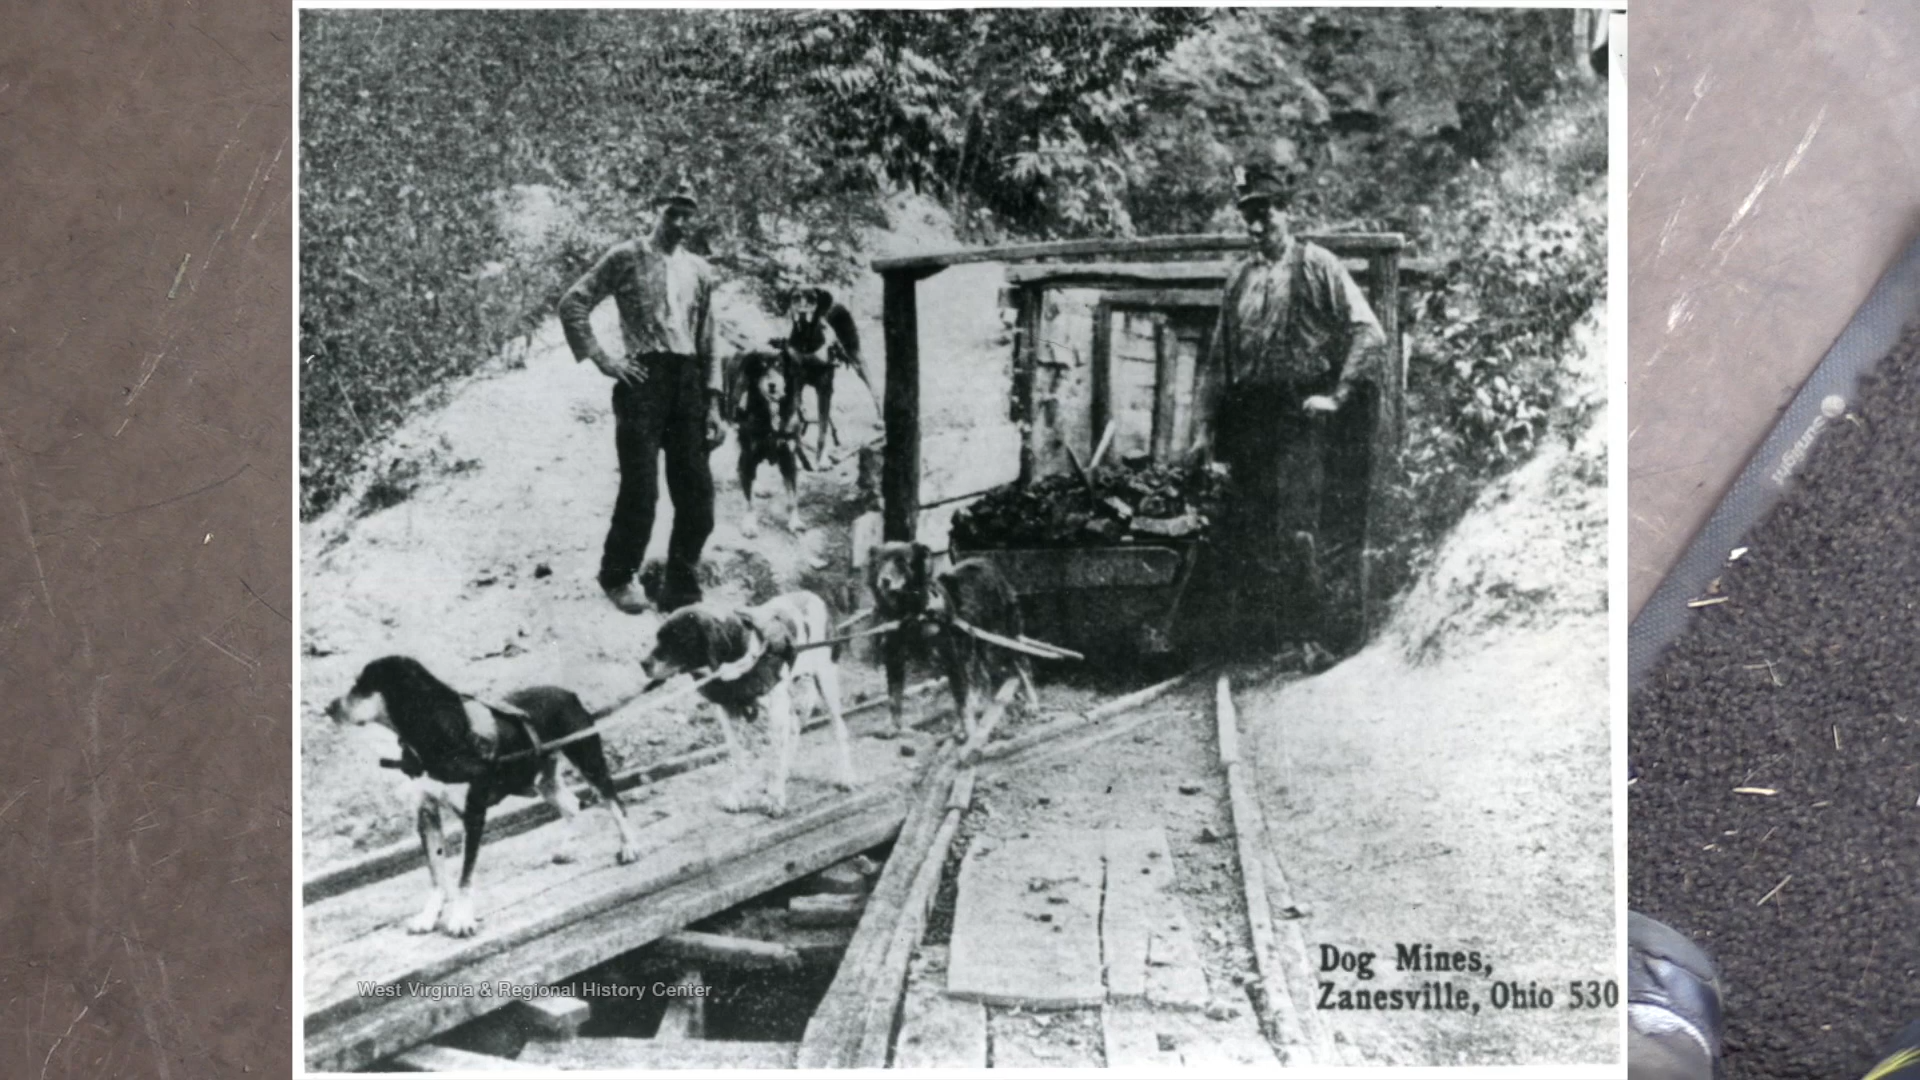 West Virginia & Regional History Center
Dog Mines,
Zanesville, Ohio 530